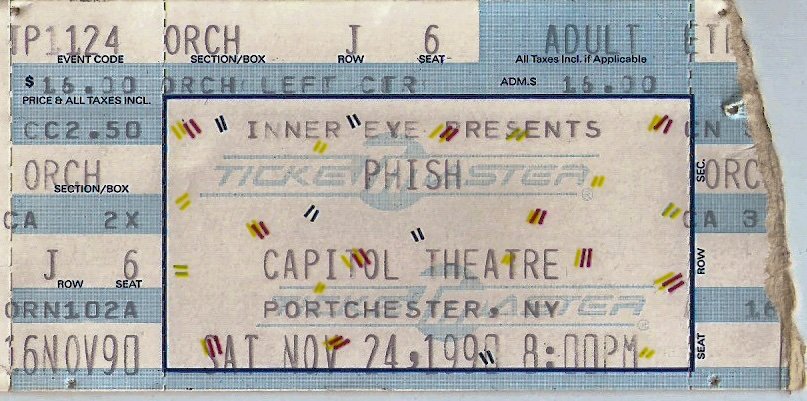 TP1124 ORCH J 6 ADULT
EVENT CODE SECTION/BOX ROW SEAT All Taxes Incl. if Applicable
$ 16.00 ORCH LEFT CTR ADM.S 16.00
PRICE & ALL TAXES INCL.
CC2.50 INNER EYE PRESENTS CN
ORCH PHISH SEC. ORC
SECTION/BOX TICKETMASTER ®
CA 2X CA 3
J 6 CAPITOL THEATRE ROW
ROW SEAT
ORN102A PORTCHESTER, NY
16NOV90 SAT NOV 24,1990 8:00PM SEAT